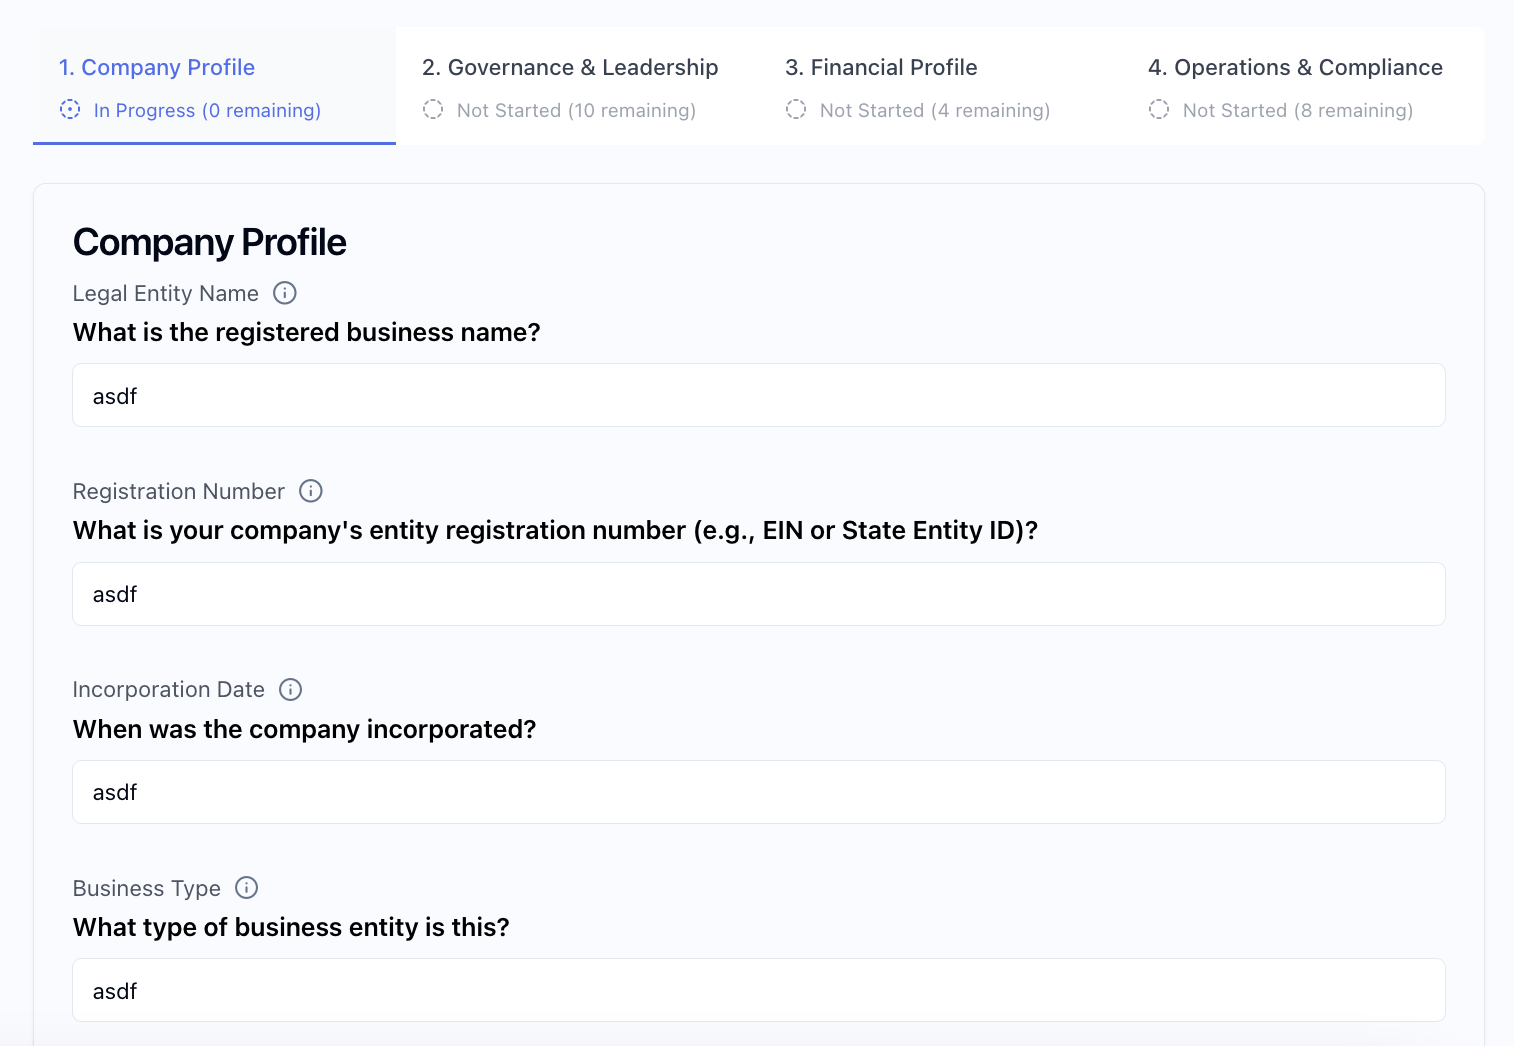 1. Company Profile
In Progress (0 remaining)
2. Governance & Leadership
Not Started (10 remaining)
3. Financial Profile
Not Started (4 remaining)
4. Operations & Compliance
Not Started (8 remaining)
Company Profile
Legal Entity Name
What is the registered business name?
asdf
Registration Number
What is your company's entity registration number (e.g., EIN or State Entity ID)?
asdf
Incorporation Date
When was the company incorporated?
asdf
Business Type
What type of business entity is this?
asdf